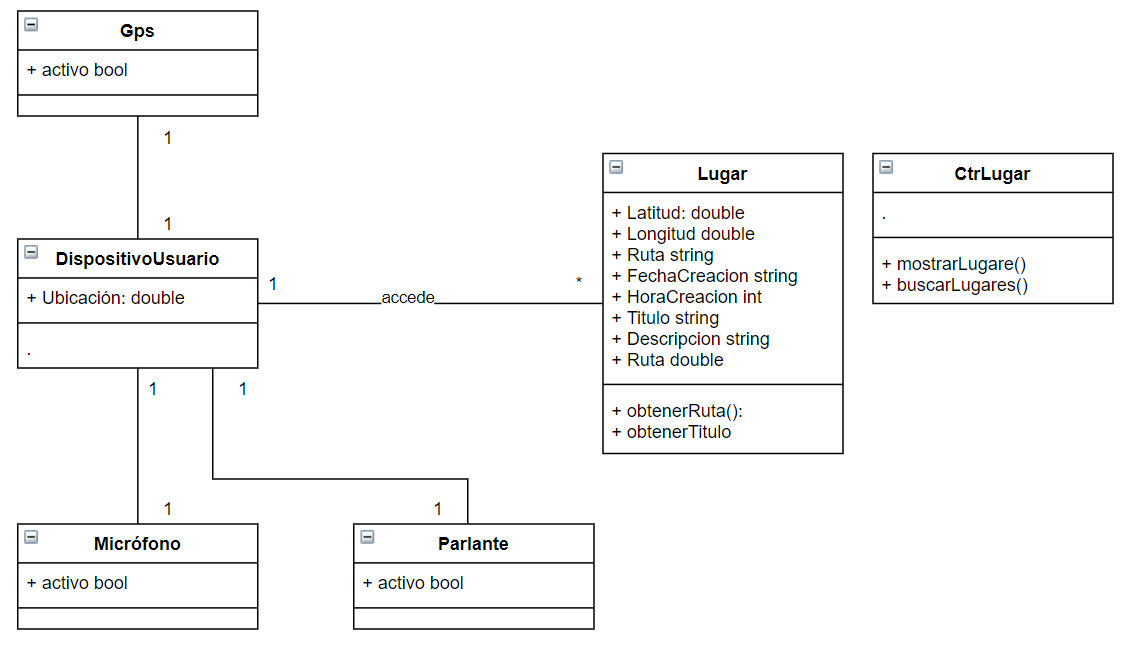 Gps
+ activo bool
1
1
DispositivoUsuario
+ Ubicación: double
.
1
accede
*
Lugar
+ Latitud: double
+ Longitud double
+ Ruta string
+ FechaCreacion string
+ HoraCreacion int
+ Titulo string
+ Descripcion string
+ Ruta double
+ obtenerRuta():
+ obtenerTitulo
CtrLugar
.
+ mostrarLugare()
+ buscarLugares()
1
1
1
1
Micrófono
+ activo bool
Parlante
+ activo bool